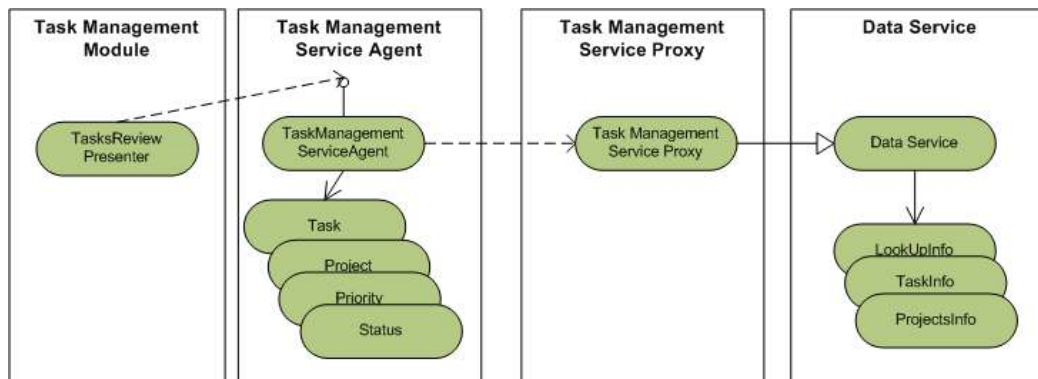 Task Management
Module
Task Management
Service Agent
Task Management
Service Proxy
Data Service
TasksReview
Presenter
TaskManagement
ServiceAgent
Task Management
Service Proxy
Data Service
Task
Project
Priority
Status
LookUpInfo
TaskInfo
ProjectsInfo